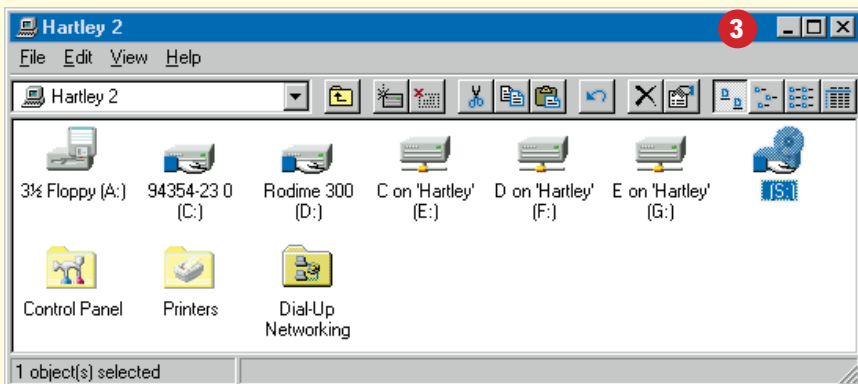 Hartley 2
3
File Edit View Help
Hartley 2
3½ Floppy (A:) 94354-23 0 Rodime 300 C on 'Hartley' D on 'Hartley' E on 'Hartley' (S:)
(C:) (D:) (E:) (F:) (G:)
Control Panel Printers Dial-Up
Networking
1 object(s) selected